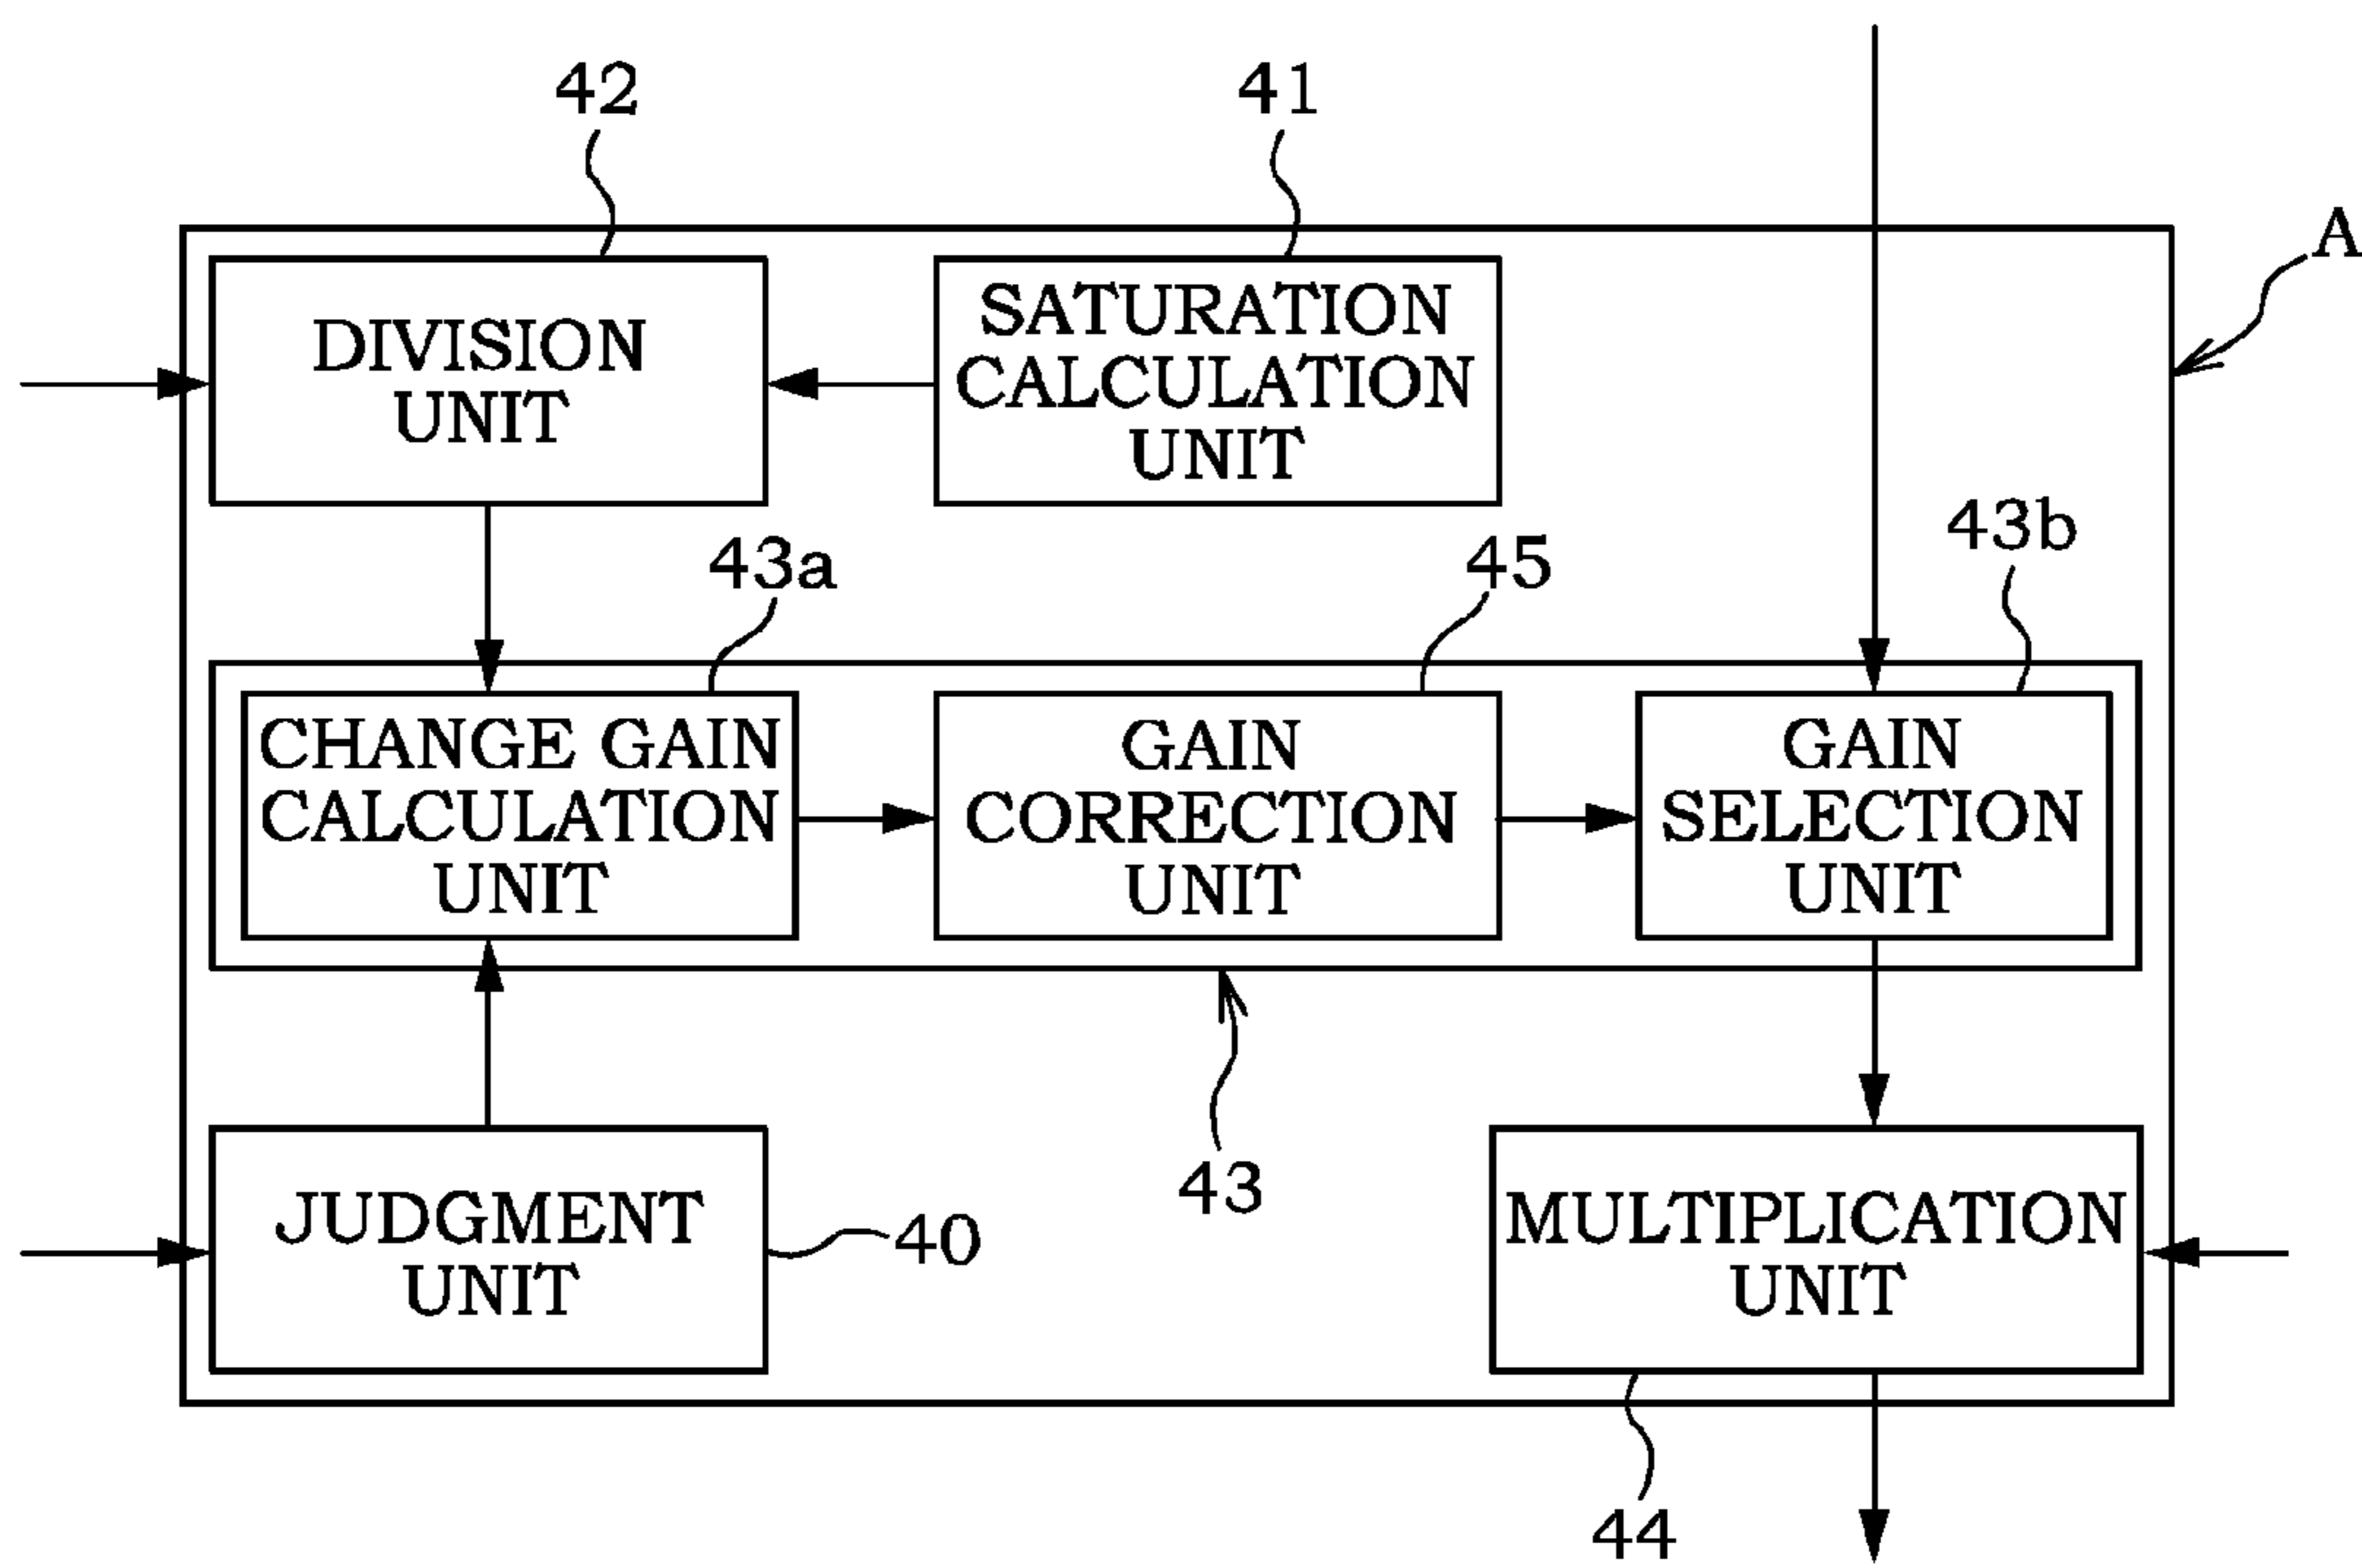 42
41
A
DIVISION
UNIT
SATURATION
CALCULATION
UNIT
43a
45
43b
CHANGE GAIN
CALCULATION
UNIT
GAIN
CORRECTION
UNIT
GAIN
SELECTION
UNIT
43
JUDGMENT
UNIT
40
MULTIPLICATION
UNIT
44